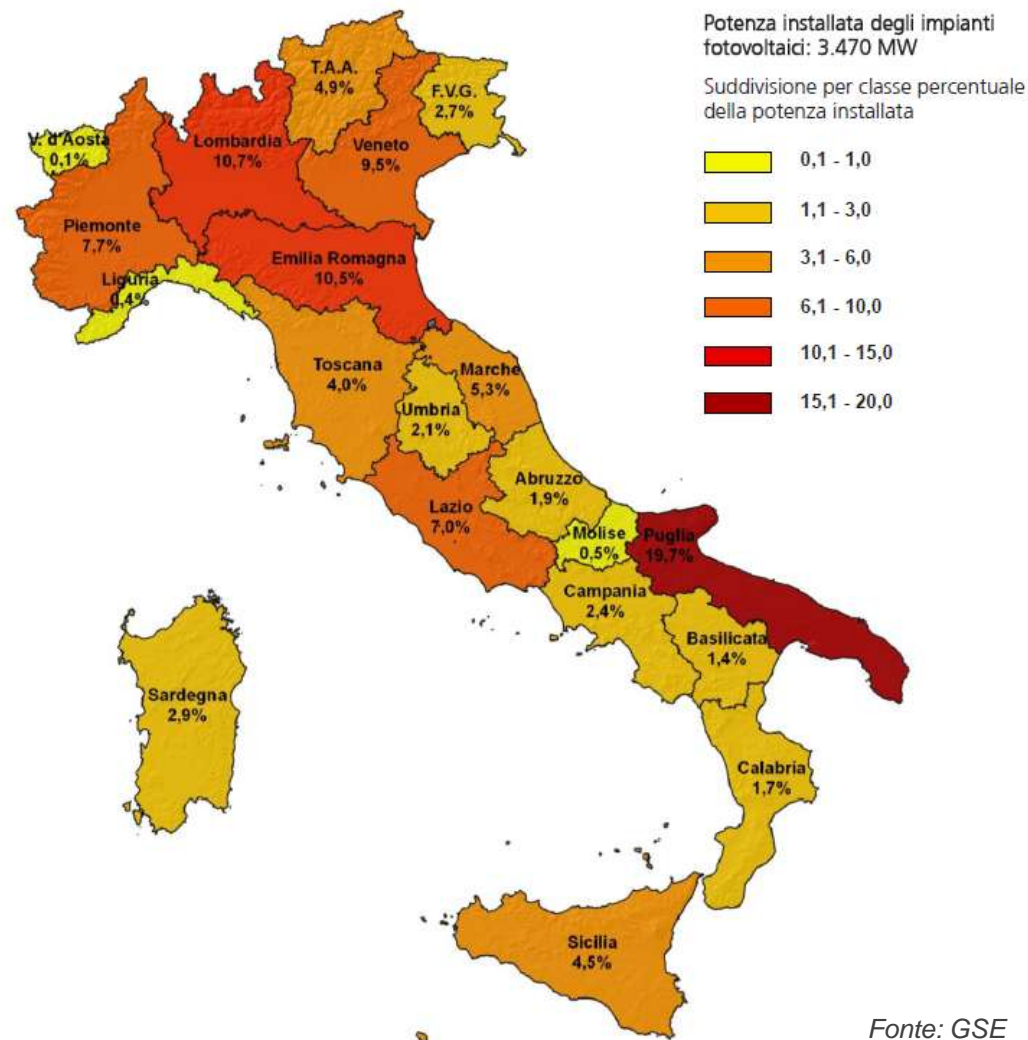 Potenza installata degli impianti
fotovoltaici: 3.470 MW
Suddivisione per classe percentuale
della potenza installata
0,1 - 1,0
1,1 - 3,0
3,1 - 6,0
6,1 - 10,0
10,1 - 15,0
15,1 - 20,0
T.A.A.
4,9%
F.V.G.
2,7%
V. d'Aosta
0,1%
Lombardia
10,7%
Veneto
9,5%
Piemonte
7,7%
Emilia Romagna
10,5%
Liguria
0,4%
Toscana
4,0%
Marche
5,3%
Umbria
2,1%
Abruzzo
1,9%
Lazio
7,0%
Molise
0,5%
Puglia
19,7%
Campania
2,4%
Basilicata
1,4%
Sardegna
2,9%
Calabria
1,7%
Sicilia
4,5%
Fonte: GSE